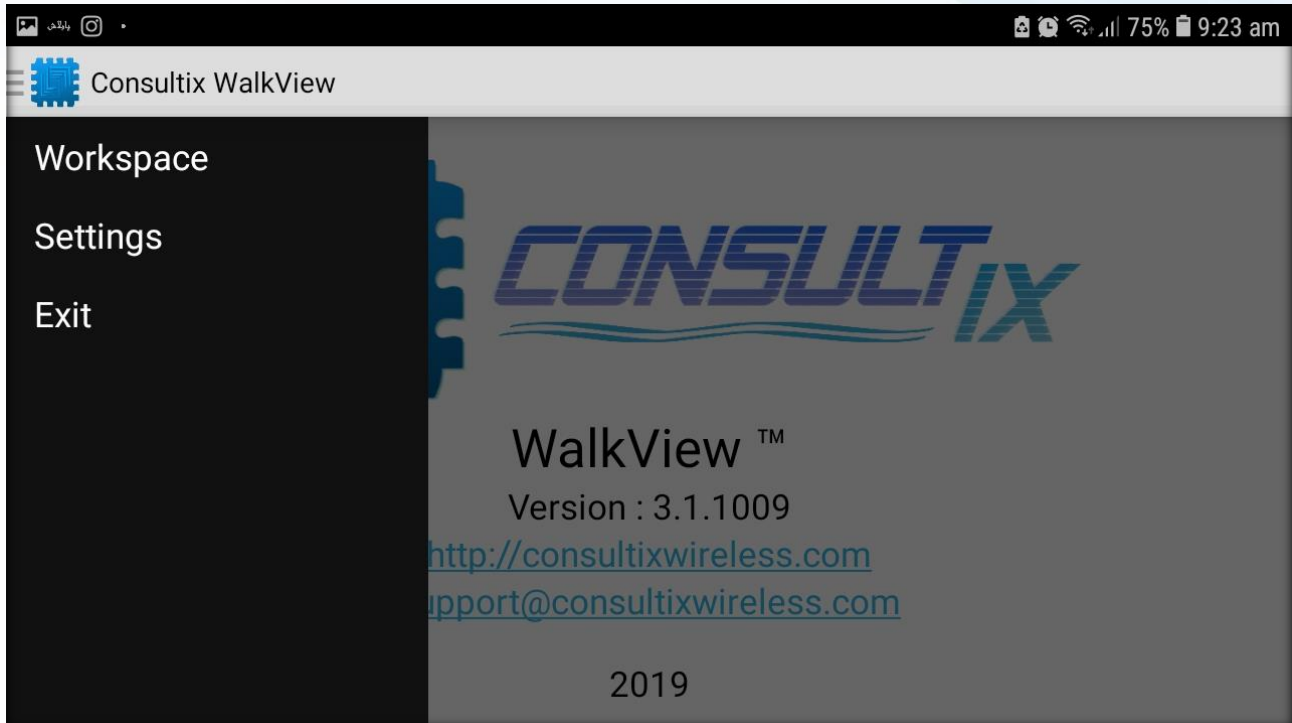 75% 9:23 am
Consultix WalkView
Workspace
Settings
Exit
CONSULTIX
WalkView ™
Version : 3.1.1009
http://consultixwireless.com
upport@consultixwireless.com
2019